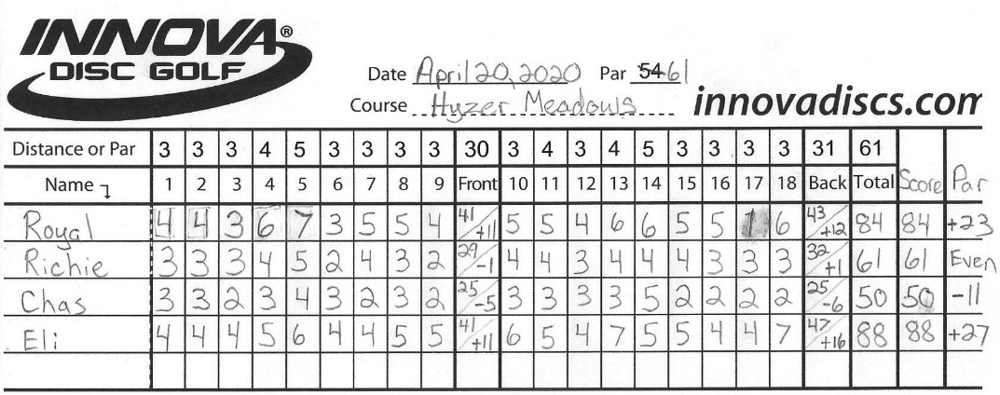 INNOVA®
DISC GOLF
Date April 20, 2020 Par 54 61
Course Hyzer Meadows
innovadiscs.com
Distance or Par 3 3 3 4 5 3 3 3 3 30 3 4 3 4 5 3 3 3 3 31 61
Name 1 2 3 4 5 6 7 8 9 Front 10 11 12 13 14 15 16 17 18 Back Total Score Par
Royal 4 4 3 6 7 3 5 5 4 41 +11 5 5 4 6 6 5 5 1 6 43 +12 84 84 +23
Richie 3 3 3 4 5 2 4 3 2 29 -1 4 4 3 4 4 4 3 3 3 32 +1 61 61 Even
Chas 3 3 2 3 4 3 2 3 2 25 -5 3 3 3 3 5 2 2 2 2 25 -6 50 50 -11
Eli 4 4 4 5 6 4 4 5 5 41 +11 6 5 4 7 5 5 4 4 7 47 +16 88 88 +27